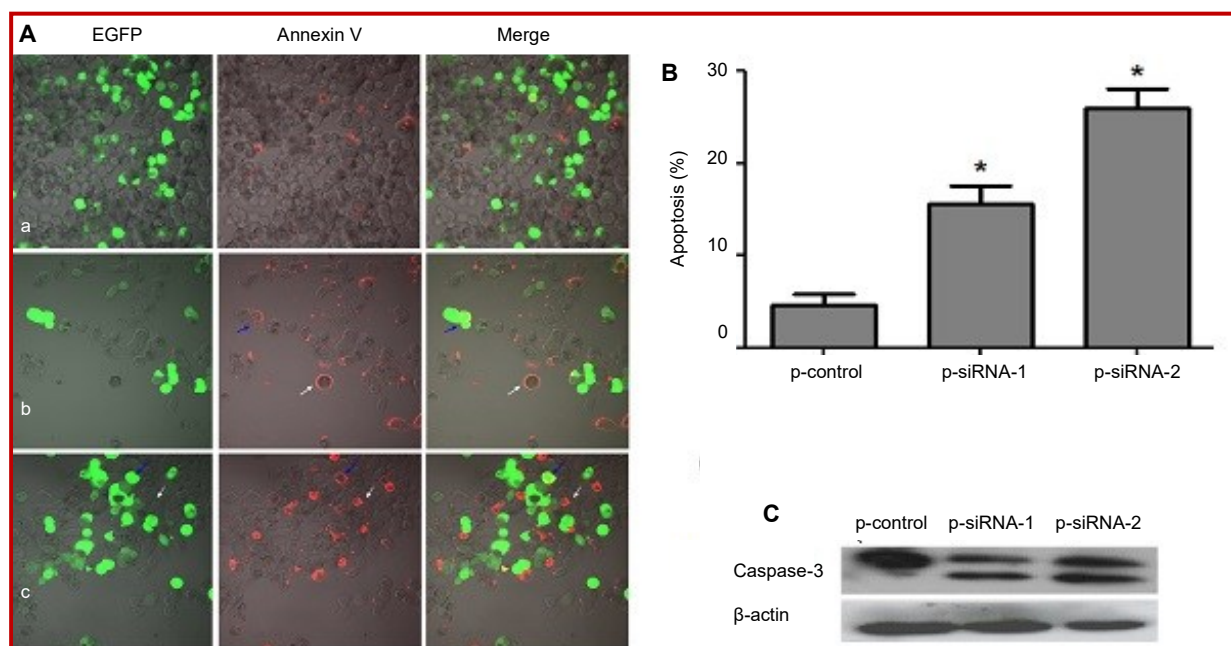 A
EGFP Annexin V Merge
a
b
c
B
30
20
10
0
Apoptosis (%)
*
*
p-control p-siRNA-1 p-siRNA-2
C
p-control p-siRNA-1 p-siRNA-2
Caspase-3
β-actin